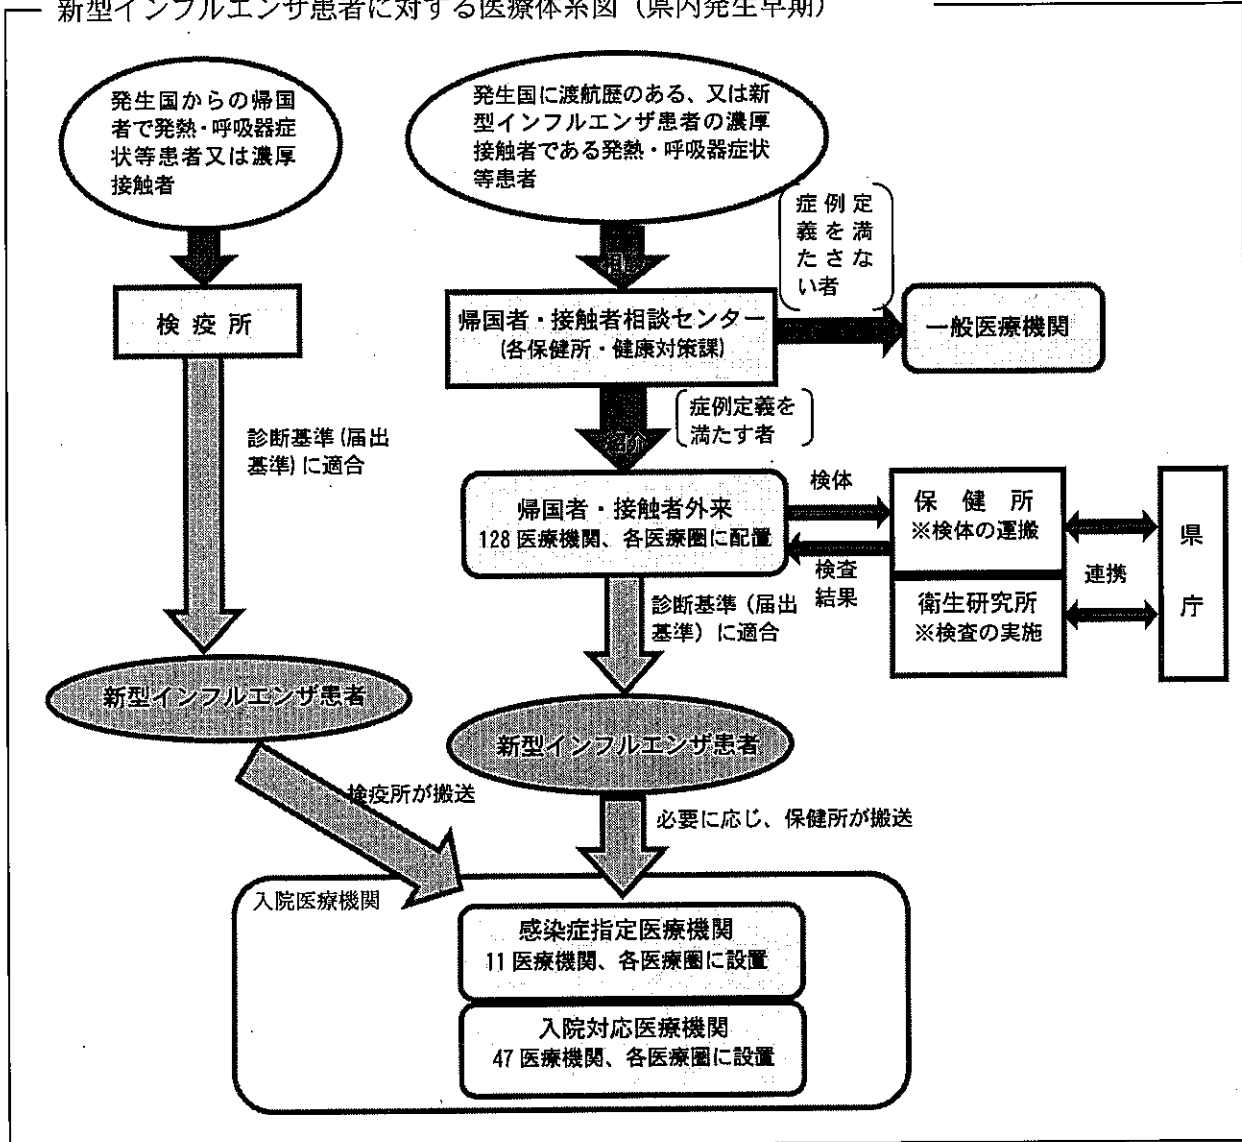 新型インフルエンザ患者に対する医療体系図（県内発生早期）
発生国からの帰国
者で発熱・呼吸器症
状等患者又は濃厚
接触者
発生国に渡航歴のある、又は新
型インフルエンザ患者の濃厚
接触者である発熱・呼吸器症状
等患者
症例定
義を満
たさな
い者
検疫所
帰国者・接触者相談センター
(各保健所・健康対策課)
一般医療機関
診断基準(届出
基準)に適合
症例定義を
満たす者
紹介
帰国者・接触者外来
128 医療機関、各医療圏に配置
検体
検査
結果
保健所
※検体の運搬
衛生研究所
※検査の実施
連携
県庁
診断基準（届出
基準）に適合
新型インフルエンザ患者
新型インフルエンザ患者
検疫所が搬送
必要に応じ、保健所が搬送
入院医療機関
感染症指定医療機関
11 医療機関、各医療圏に設置
入院対応医療機関
47 医療機関、各医療圏に設置